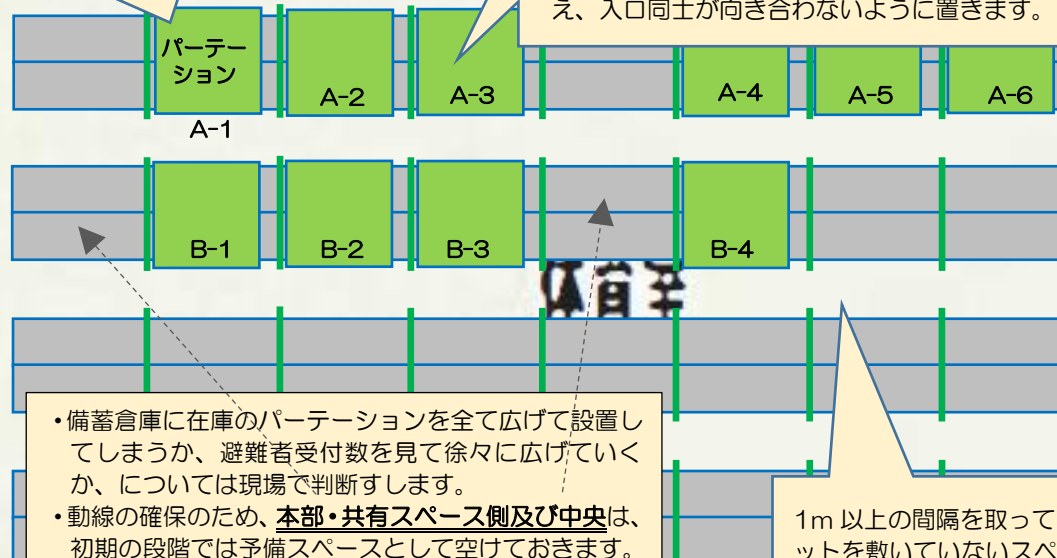 え、入口同士が向き合わないように置きます。
パーテー
ション
A-1
A-2
A-3
A-4
A-5
A-6
B-1
B-2
B-3
B-4
・備蓄倉庫に在庫のパーテーションを全て広げて設置し
てしまうか、避難者受付数を見て徐々に広げていく
か、については現場で判断すします。
・動線の確保のため、本部・共有スペース側及び中央は、
初期の段階では予備スペースとして空けておきます。
1m 以上の間隔を取って
ットを敷いていないスペ